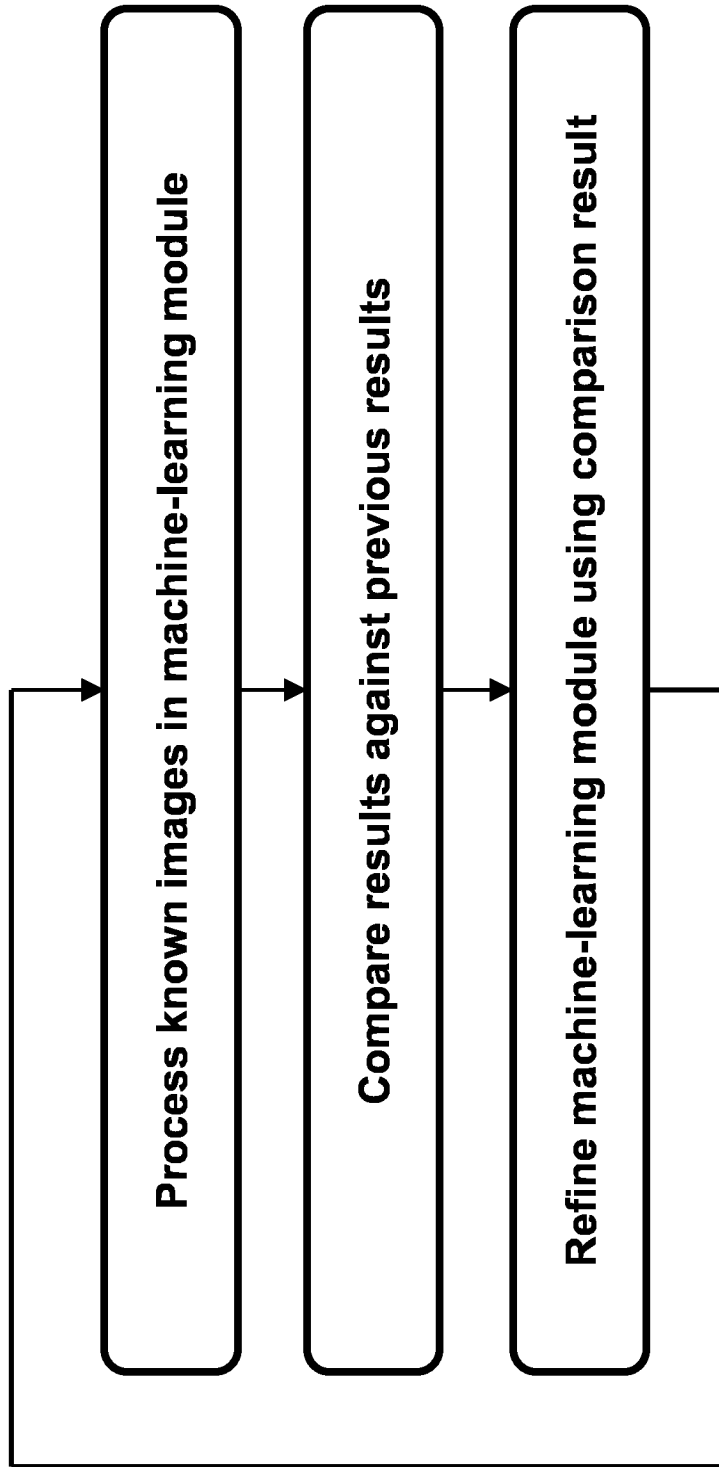 Process known images in machine-learning module
Compare results against previous results
Refine machine-learning module using comparison result